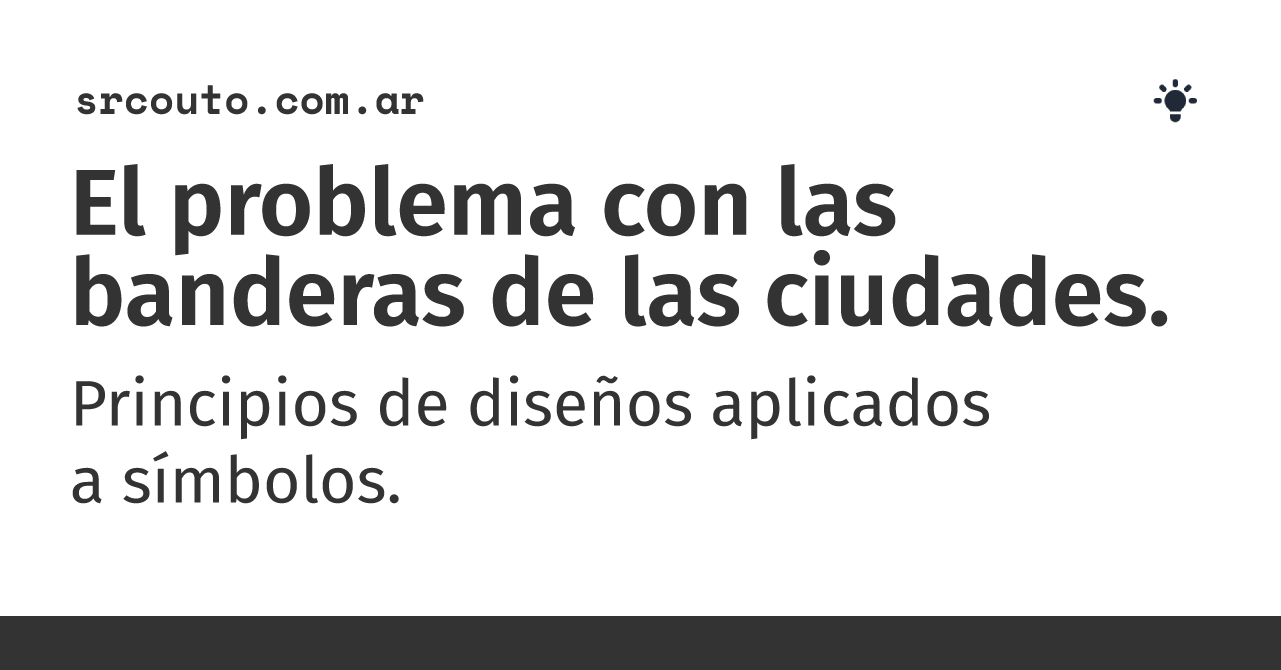 srcouto.com.ar
El problema con las
banderas de las ciudades.
Principios de diseños aplicados
a símbolos.